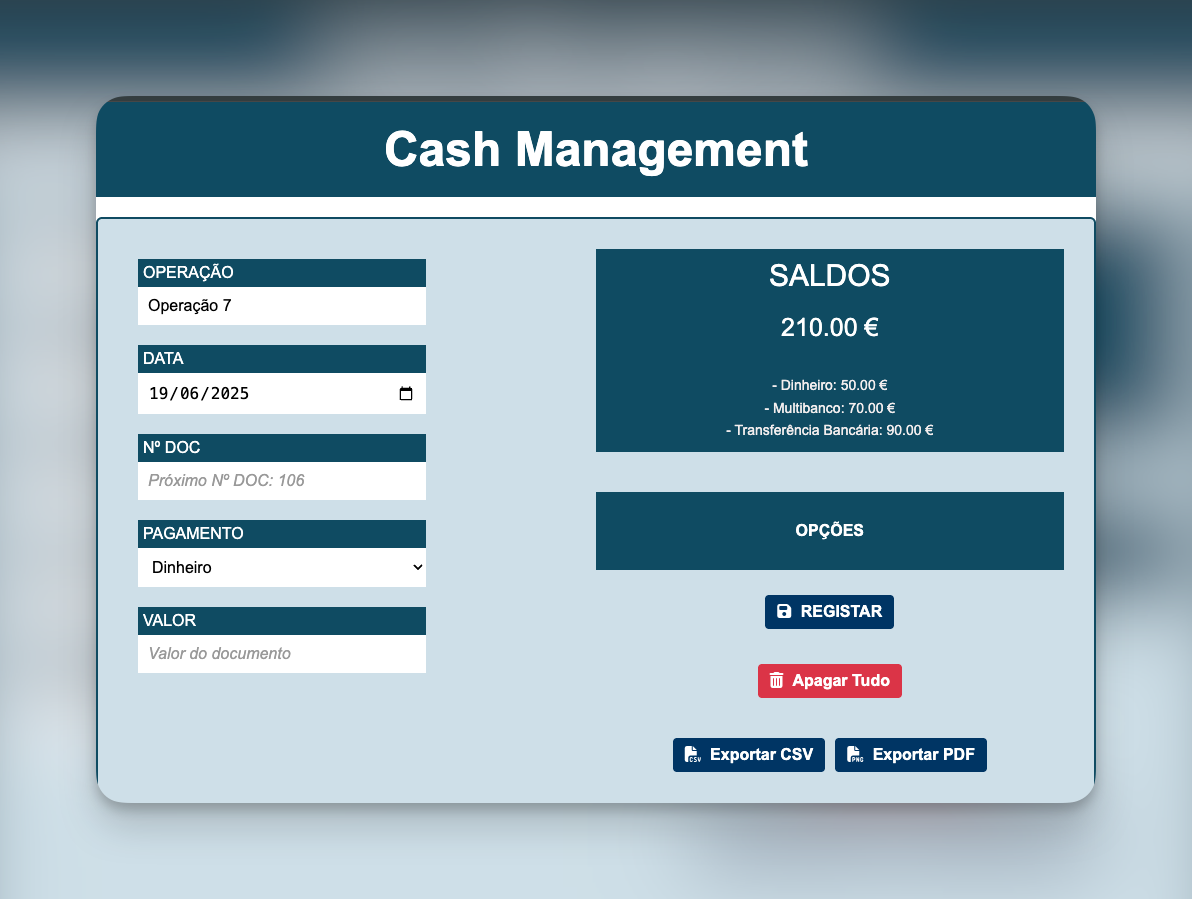 Cash Management
OPERAÇÃO
Operação 7
DATA
19/06/2025
Nº DOC
Próximo Nº DOC: 106
PAGAMENTO
Dinheiro
VALOR
Valor do documento
SALDOS
210.00 €
- Dinheiro: 50.00 €
- Multibanco: 70.00 €
- Transferência Bancária: 90.00 €
OPÇÕES
REGISTAR
Apagar Tudo
CSV Exportar CSV
PNG Exportar PDF